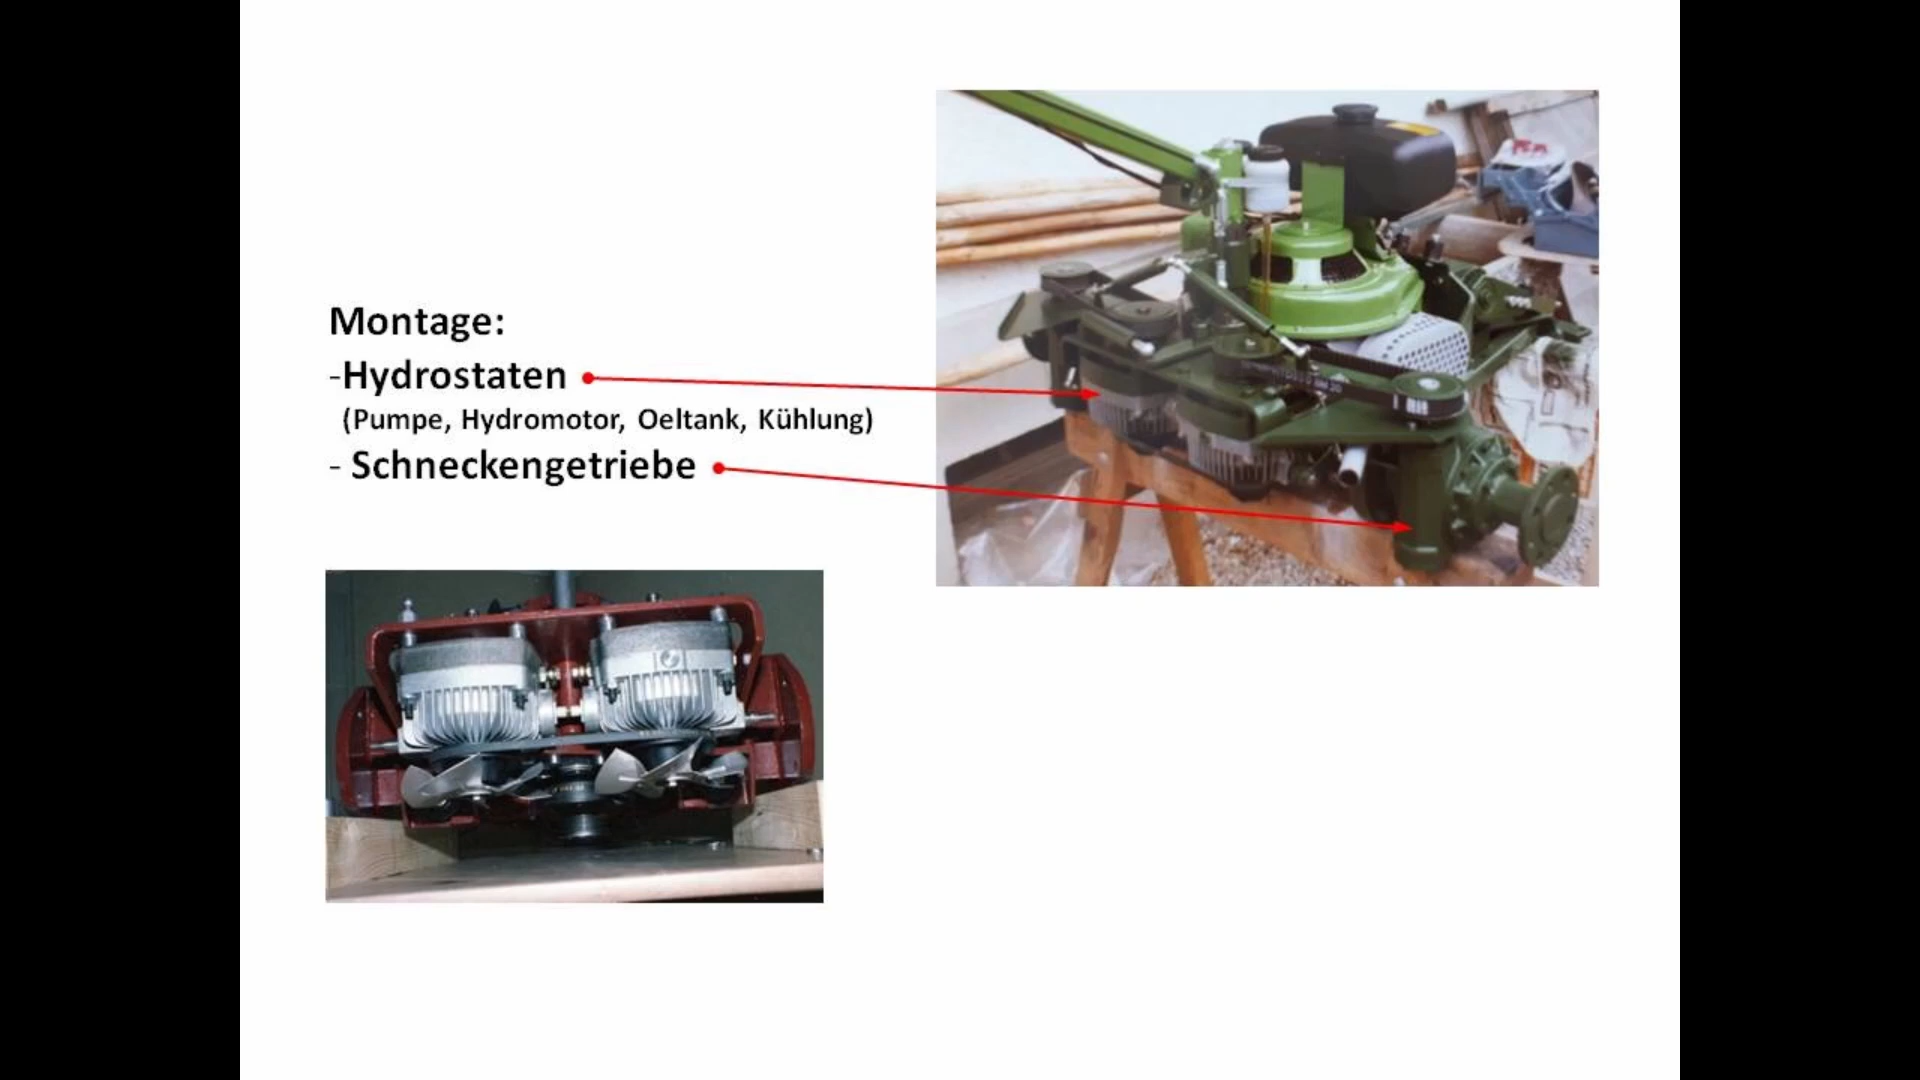 Montage:
-Hydrostaten
(Pumpe, Hydromotor, Oeltank, Kühlung)
- Schneckengetriebe